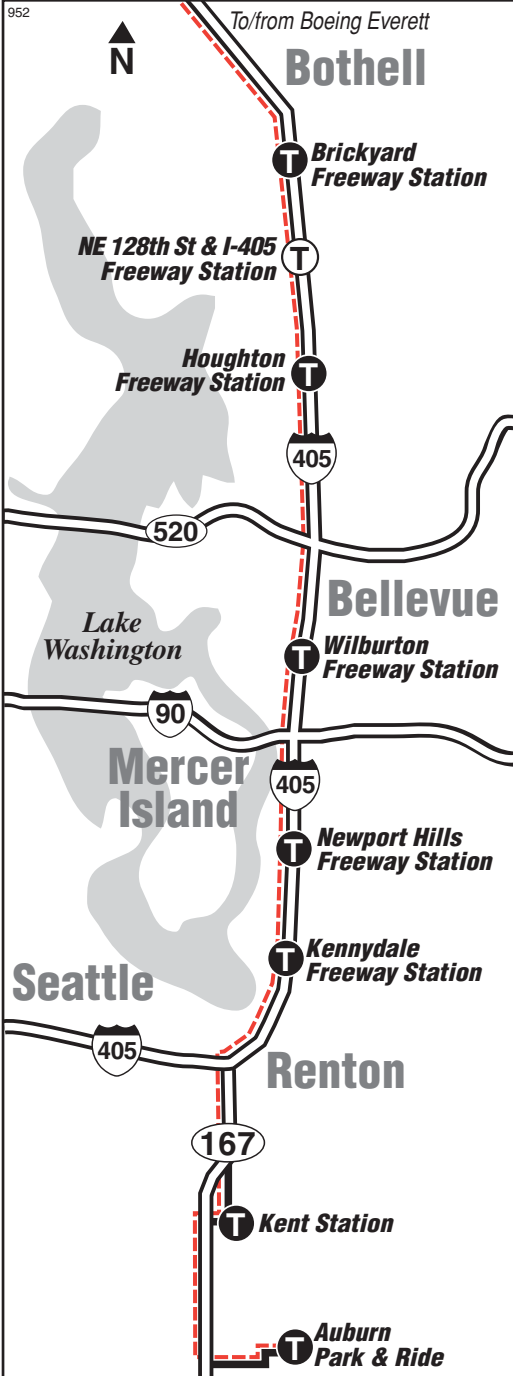 952
To/from Boeing Everett
N
Bothell
T
Brickyard
Freeway Station
NE 128th St & I-405
Freeway Station
T
Houghton
Freeway Station
T
405
520
Bellevue
Lake
Washington
T
Wilburton
Freeway Station
90
Mercer
Island
405
T
Newport Hills
Freeway Station
T
Kennydale
Freeway Station
Seattle
405
Renton
167
T
Kent Station
T
Auburn
Park & Ride